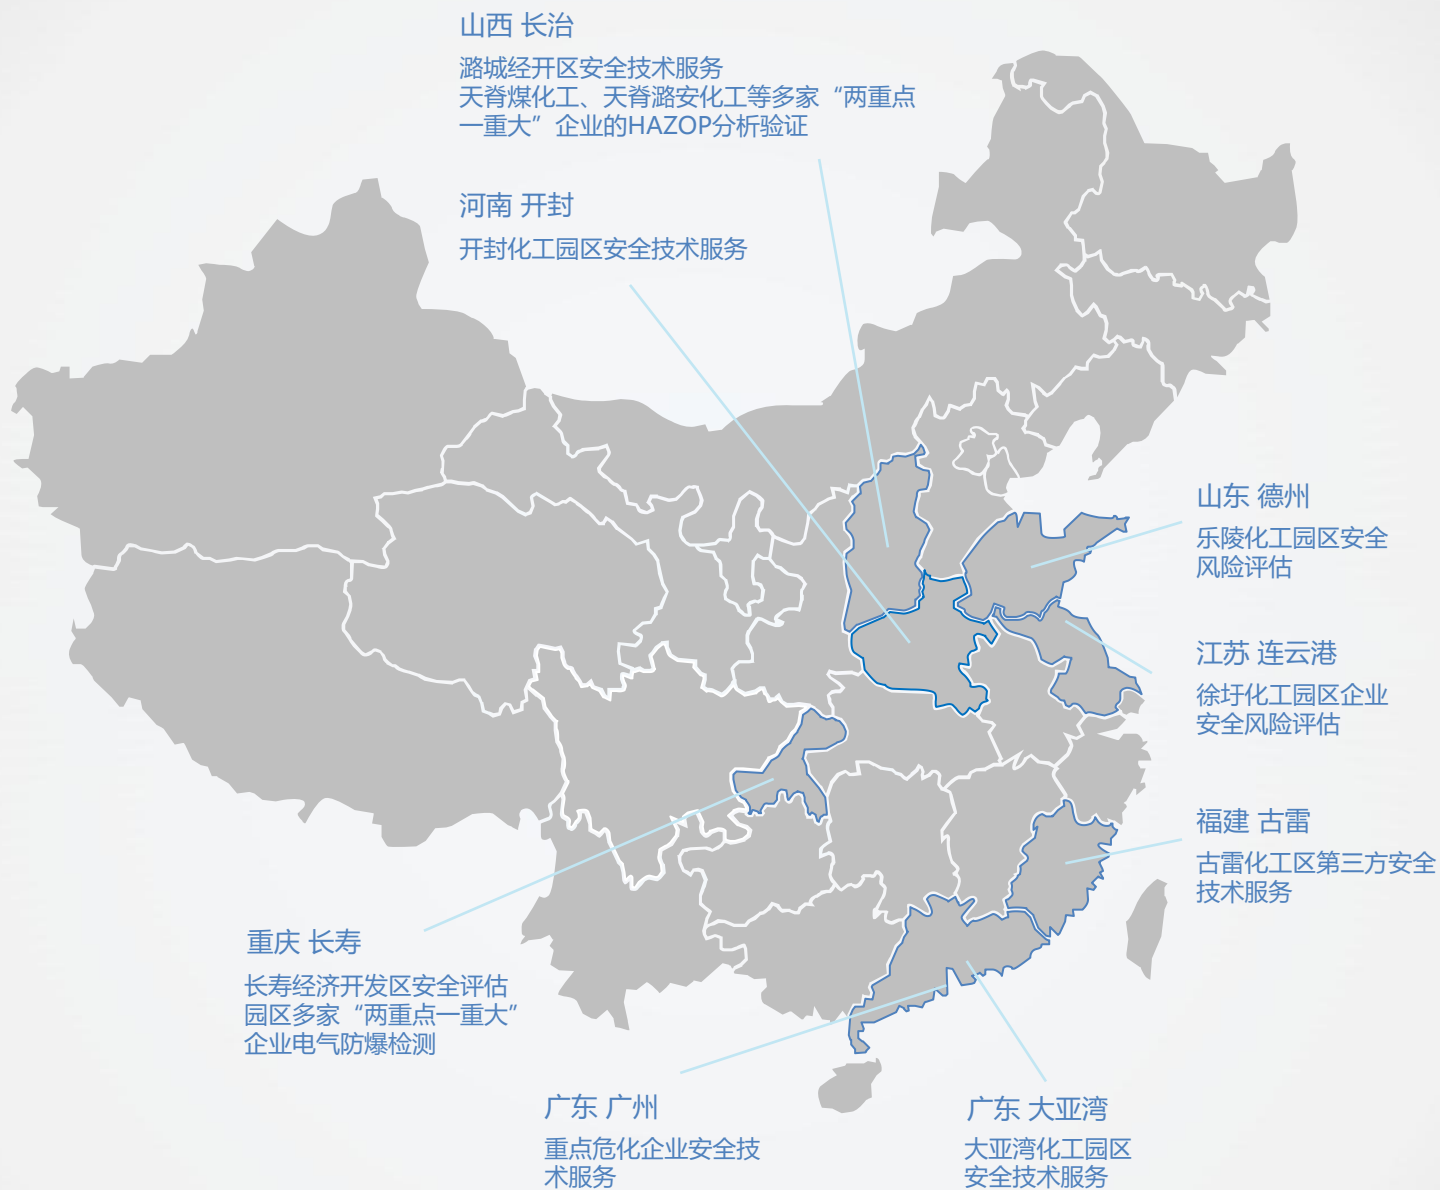 山西 长治
潞城经开区安全技术服务
天脊煤化工、天脊潞安化工等多家“两重点
一重大”企业的HAZOP分析验证
河南 开封
开封化工园区安全技术服务
山东 德州
乐陵化工园区安全
风险评估
江苏 连云港
徐圩化工园区企业
安全风险评估
福建 古雷
古雷化工区第三方安全
技术服务
重庆 长寿
长寿经济开发区安全评估
园区多家“两重点一重大”
企业电气防爆检测
广东 广州
重点危化企业安全技
术服务
广东 大亚湾
大亚湾化工园区
安全技术服务